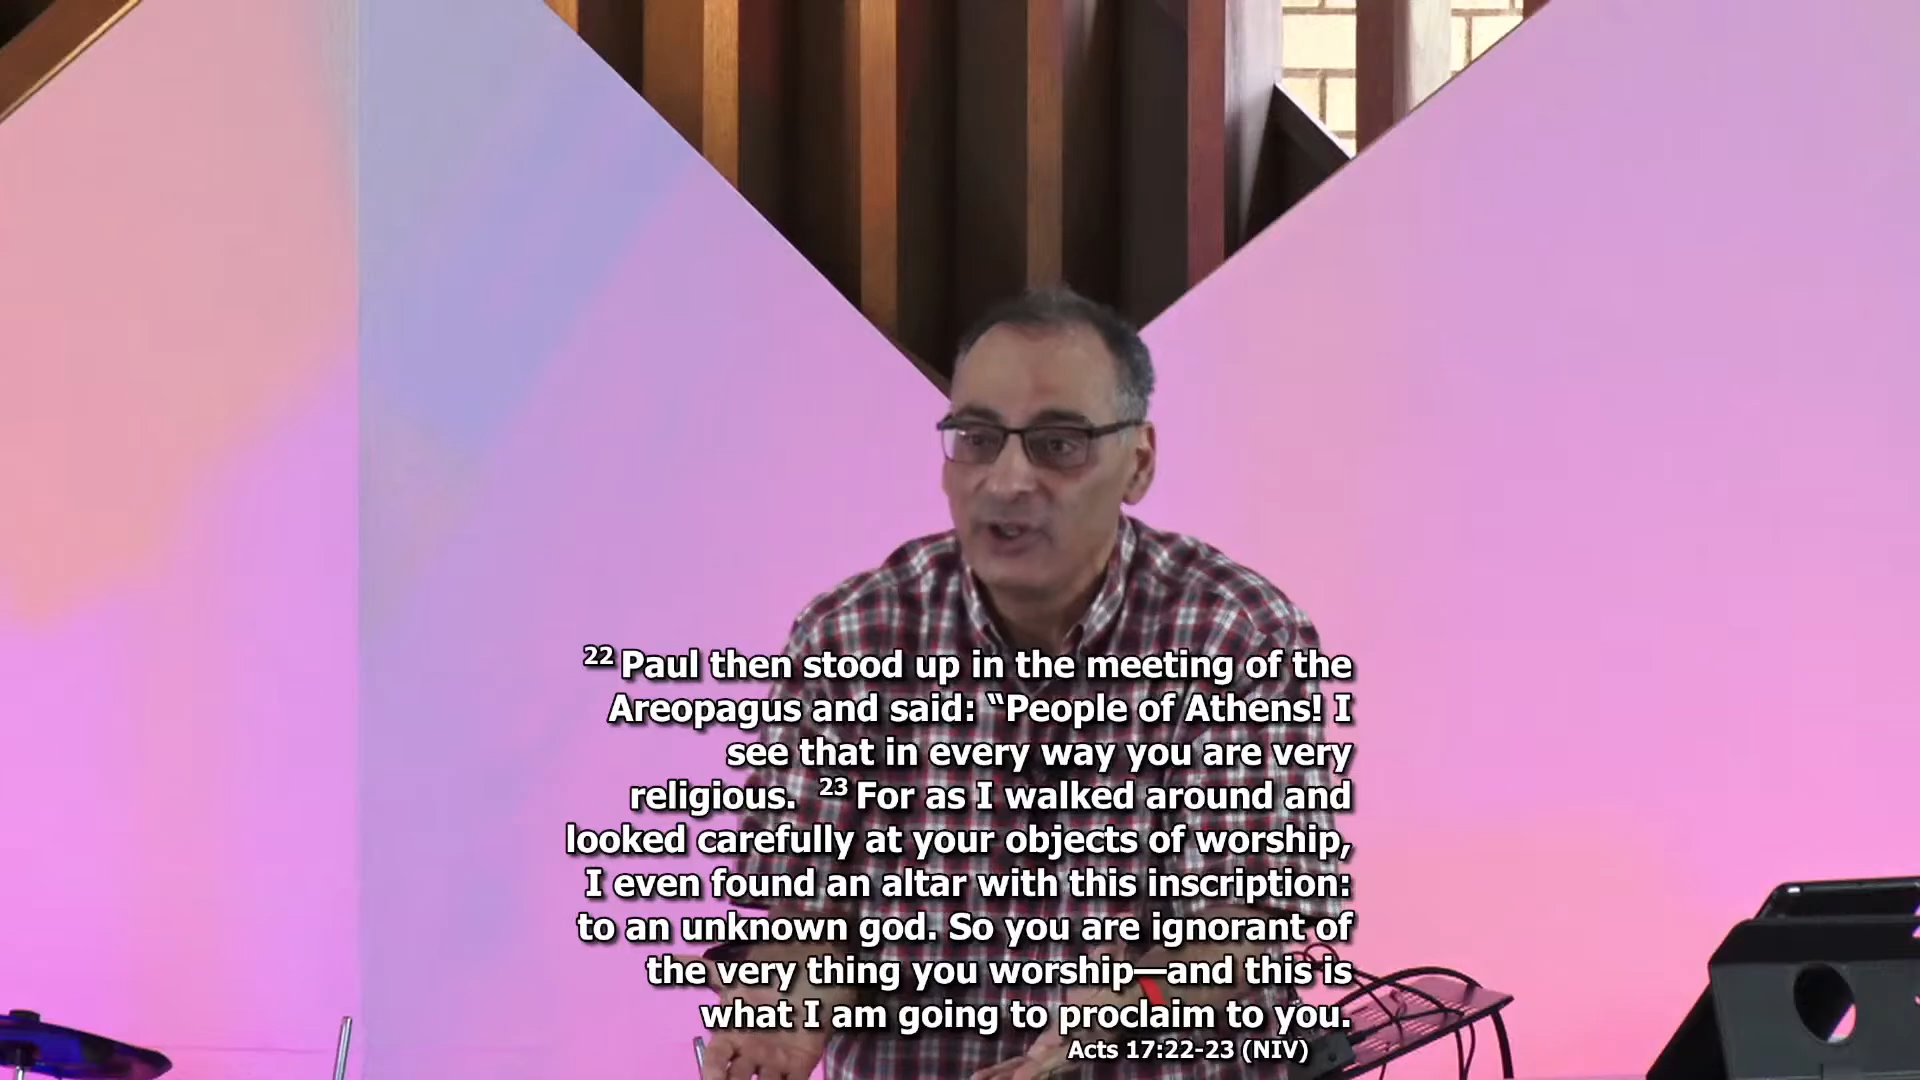 22 Paul then stood up in the meeting of the
Areopagus and said: “People of Athens! I
see that in every way you are very
religious.  23 For as I walked around and
looked carefully at your objects of worship,
I even found an altar with this inscription:
to an unknown god. So you are ignorant of
the very thing you worship—and this is
what I am going to proclaim to you.
Acts 17:22-23 (NIV)